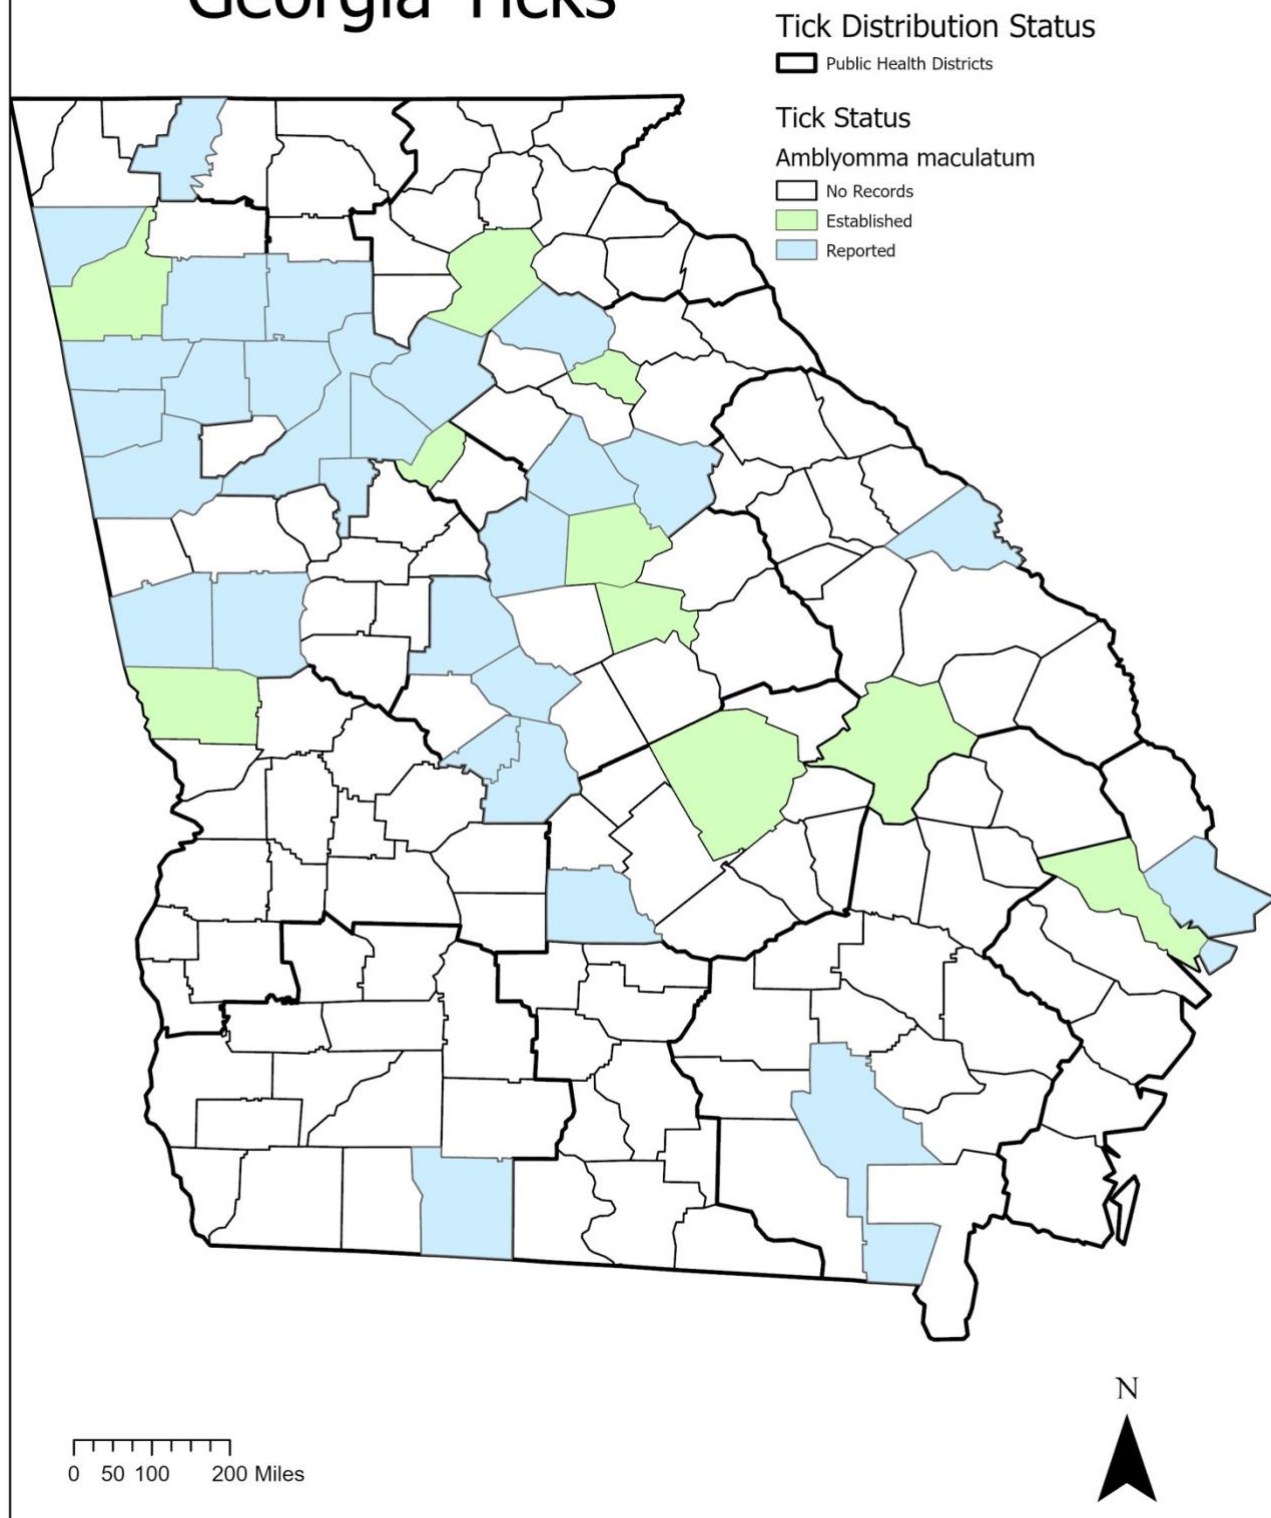 Georgia Ticks
Tick Distribution Status
Public Health Districts
Tick Status
Amblyomma maculatum
No Records
Established
Reported
N
0 50 100 200 Miles